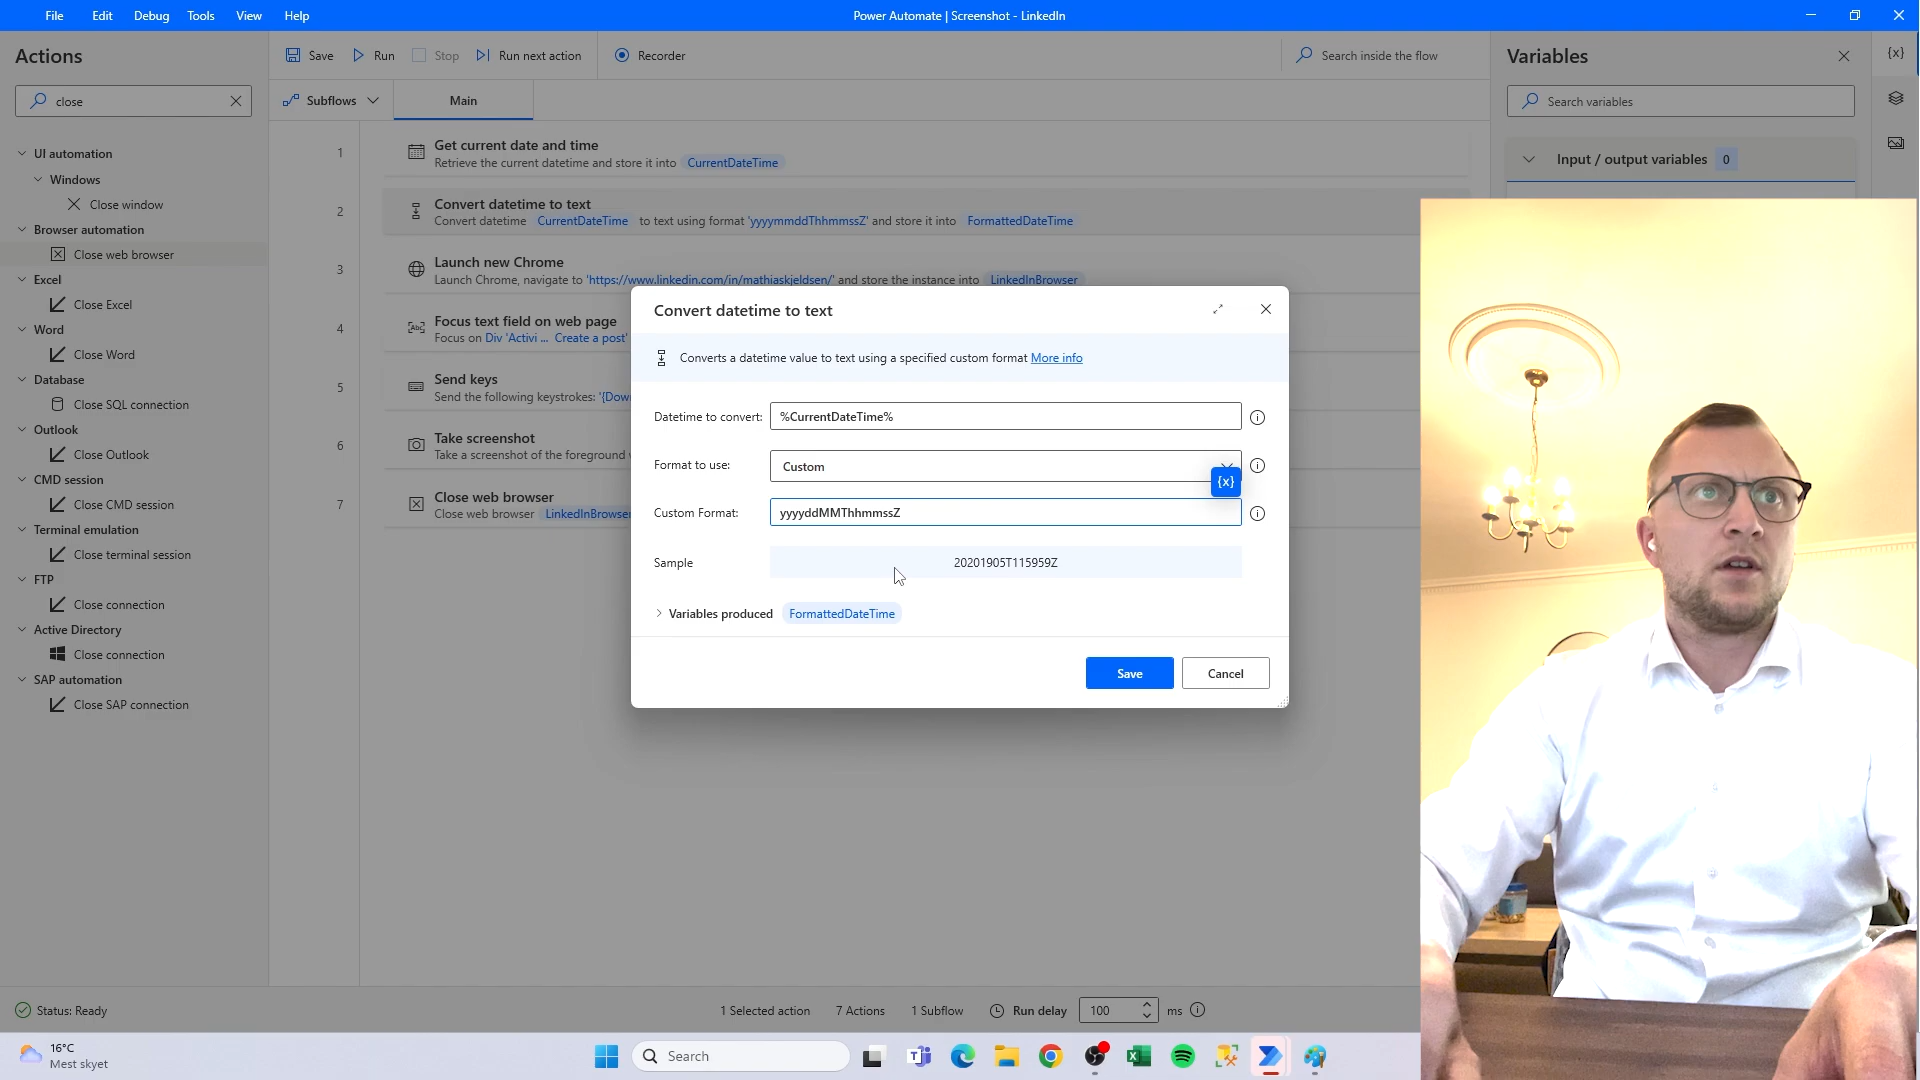 File Edit Debug Tools View Help
Power Automate | Screenshot - LinkedIn
Actions
close
UI automation
Windows
Close window
Browser automation
Close web browser
Excel
Close Excel
Word
Close Word
Database
Close SQL connection
Outlook
Close Outlook
CMD session
Close CMD session
Terminal emulation
Close terminal session
FTP
Close connection
Active Directory
Close connection
SAP automation
Close SAP connection
Save Run Stop Run next action Recorder
Search inside the flow
Subflows Main
1 Get current date and time
Retrieve the current datetime and store it into CurrentDateTime
2 Convert datetime to text
Convert datetime CurrentDateTime to text using format 'yyyymmddThhmmssZ' and store it into FormattedDateTime
3 Launch new Chrome
Launch Chrome, navigate to 'https://www.linkedin.com/in/mathiaskjeldsen/' and store the instance into LinkedInBrowser
4 Focus text field on web page
Focus on Div 'Activi ... Create a post'
5 Send keys
Send the following keystrokes: '{Down
6 Take screenshot
Take a screenshot of the foreground
7 Close web browser
Close web browser LinkedInBrowser
Convert datetime to text
Converts a datetime value to text using a specified custom format More info
Datetime to convert: %CurrentDateTime%
Format to use: Custom
{x}
Custom Format: yyyyddMMThhmmssZ
Sample 20201905T115959Z
Variables produced FormattedDateTime
Save Cancel
Variables
{x}
Search variables
Input / output variables 0
Status: Ready
1 Selected action 7 Actions 1 Subflow Run delay 100 ms
16°C
Mest skyet
Search